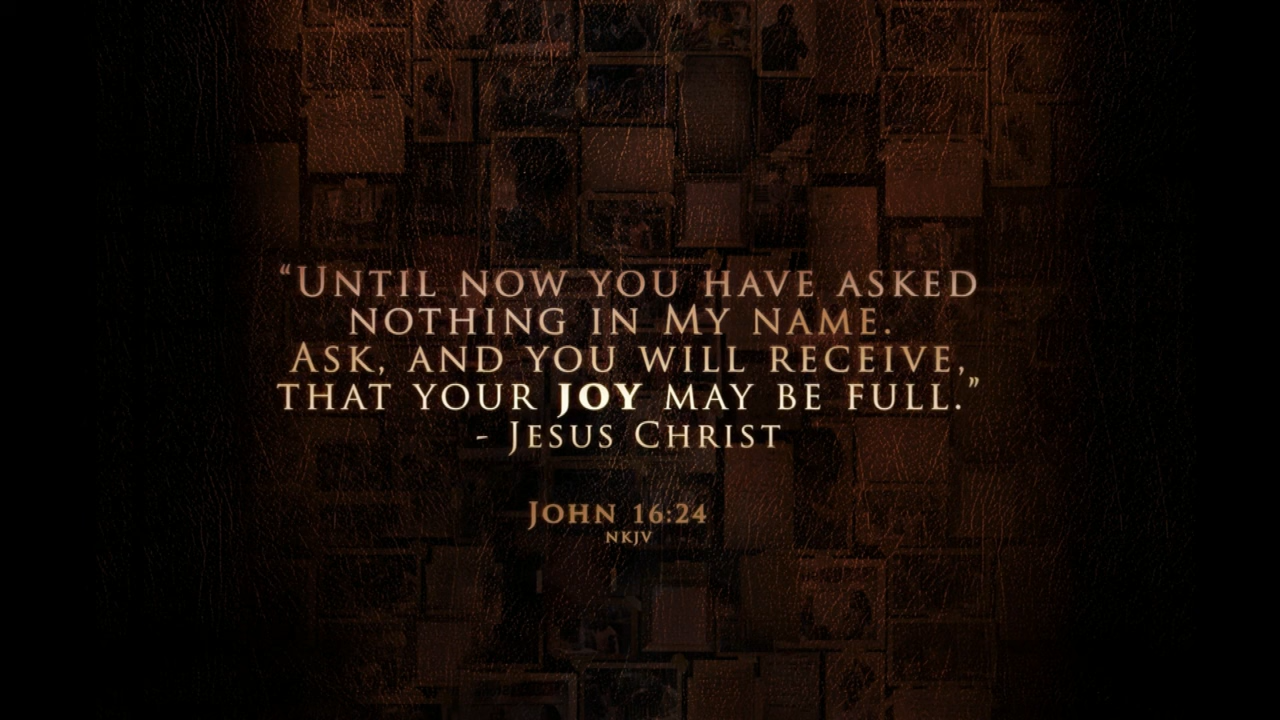 “Until now you have asked
nothing in My name.
Ask, and you will receive,
that your joy may be full.”
- Jesus Christ
John 16:24
NKJV